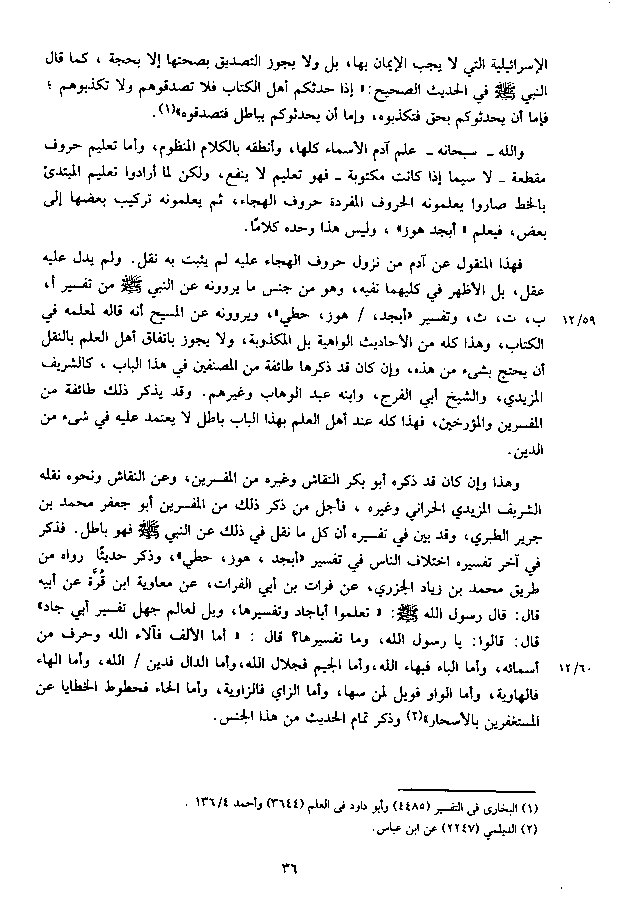 الإسرائيلية التي لا يجب الإيمان بها، بل ولا يجوز التصديق بصحتها إلا بحجة ، كما قال
النبي ﷺ في الحديث الصحيح: « إذا حدثكم أهل الكتاب فلا تصدقوهم ولا تكذبوهم ؛
فإما أن يحدثوكم بحق فتكذبوه، وإما أن يحدثوكم بباطل فتصدقوه»(١).
والله ـ سبحانه ـ علم آدم الأسماء كلها، وأنطقه بالكلام المنظوم، وأما تعليم حروف
مقطعة ـ لا سيما إذا كانت مكتوبة ـ فهو تعليم لا ينفع، ولكن لما أرادوا تعليم المبتدئ
بالخط صاروا يعلمونه الحروف المفردة حروف الهجاء، ثم يعلمونه تركيب بعضها إلى
بعض، فيعلم « أبجد هوز» ، وليس هذا وحده كلامًا.
فهذا المنقول عن آدم من نزول حروف الهجاء عليه لم يثبت به نقل. ولم يدل عليه
عقل، بل الأظهر في كليهما نفيه، وهو من جنس ما يروونه عن النبي ﷺ من تفسير أ،
ب، ت، ث، وتفسير «أبجد، / هوز، حطي»، ويروونه عن المسيح أنه قاله لمعلمه في
١٢/٥٩
الكتاب، وهذا كله من الأحاديث الواهية بل المكذوبة، ولا يجوز باتفاق أهل العلم بالنقل
أن يحتج بشىء من هذه، وإن كان قد ذكرها طائفة من المصنفين في هذا الباب ، كالشريف
المزيدي، والشيخ أبي الفرج، وابنه عبد الوهاب وغيرهم. وقد يذكر ذلك طائفة من
المفسرين والمؤرخين، فهذا كله عند أهل العلم بهذا الباب باطل لا يعتمد عليه في شىء من
الدين.
وهذا وإن كان قد ذكره أبو بكر النقاش وغيره من المفسرين، وعن النقاش ونحوه نقله
الشريف المزيدي الحراني وغيره ، فأجل من ذكر ذلك من المفسرين أبو جعفر محمد بن
جرير الطبري، وقد بين في تفسيره أن كل ما نقل في ذلك عن النبي ﷺ فهو باطل. فذكر
في آخر تفسيره اختلاف الناس في تفسير «أبجد ، هوز، حطي»، وذكر حديثًا رواه من
طريق محمد بن زياد الجزري، عن فرات بن أبي الفرات، عن معاوية ابن قُرَّة عن أبيه
قال: قال رسول الله ﷺ: « تعلموا أباجاد وتفسيرها، ويل لعالم جهل تفسير أبي جاد»
قال: قالوا: يا رسول الله، وما تفسيرها؟ قال : « أما الألف فآلاء الله وحرف من
أسمائه، وأما الباء فبهاء الله،وأما الجيم فجلال الله،وأما الدال فدين / الله، وأما الهاء
١٢/٦٠
فالهاوية، وأما الواو فويل لمن سها، وأما الزاي فالزاوية، وأما الحاء فحطوط الخطايا عن
المستغفرين بالأسحار»(٢) وذكر تمام الحديث من هذا الجنس.
(١) البخارى فى التفسير (٤٤٨٥) وأبو داود فى العلم (٣٦٤٤) وأحمد ١٣٦/٤ .
(٢) الديلمي (٢٢٤٧) عن ابن عباس.
٣٦